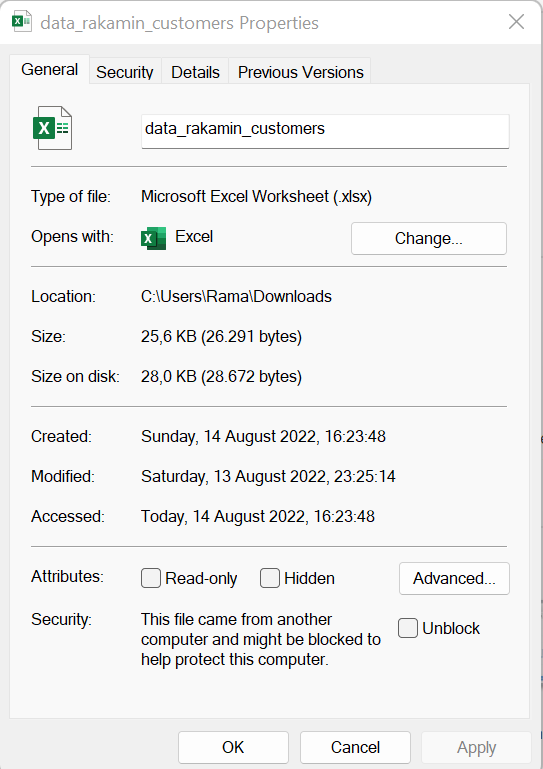 data_rakamin_customers Properties
General Security Details Previous Versions
data_rakamin_customers
Type of file: Microsoft Excel Worksheet (.xlsx)
Opens with: Excel Change...
Location: C:\Users\Rama\Downloads
Size: 25,6 KB (26.291 bytes)
Size on disk: 28,0 KB (28.672 bytes)
Created: Sunday, 14 August 2022, 16:23:48
Modified: Saturday, 13 August 2022, 23:25:14
Accessed: Today, 14 August 2022, 16:23:48
Attributes: Read-only Hidden Advanced...
Security: This file came from another
computer and might be blocked to Unblock
help protect this computer.
OK Cancel Apply